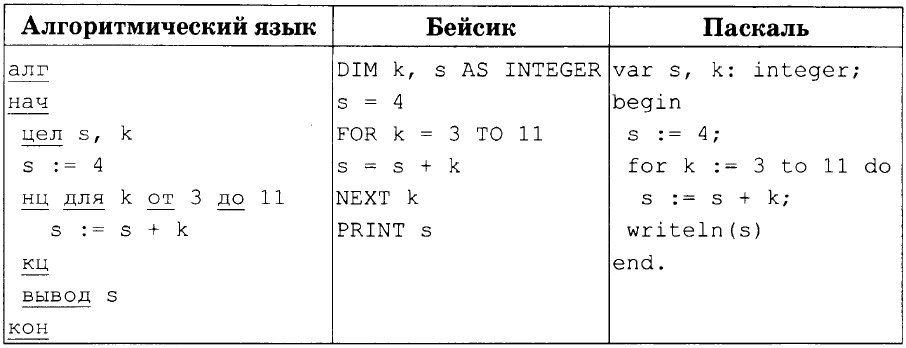 Алгоритмический язык
Бейсик
Паскаль
алг
нач
цел s, k
s := 4
нц для k от 3 до 11
s := s + k
кц
вывод s
кон
DIM k, s AS INTEGER
s = 4
FOR k = 3 TO 11
s = s + k
NEXT k
PRINT s
var s, k: integer;
begin
s := 4;
for k := 3 to 11 do
s := s + k;
writeln(s)
end.